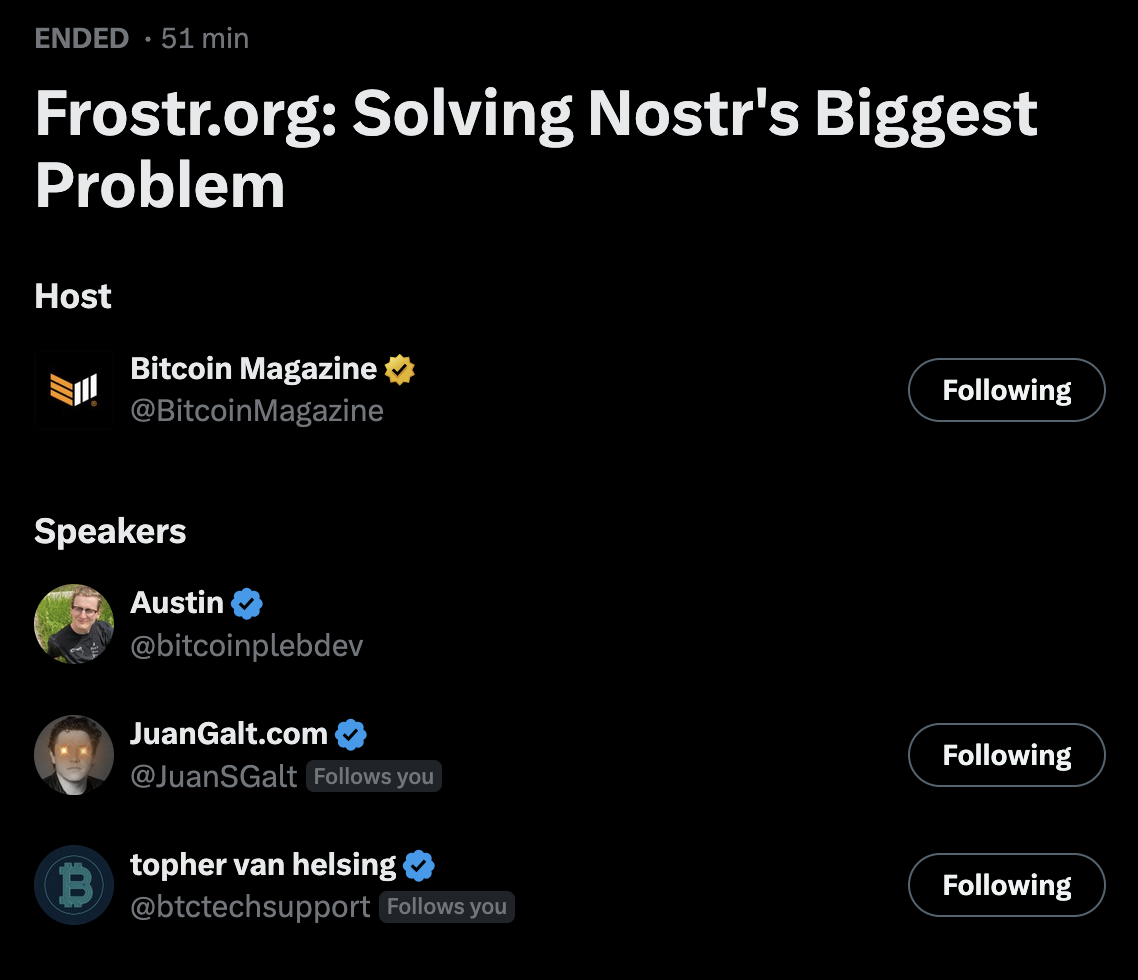 ENDED · 51 min
Frostr.org: Solving Nostr's Biggest
Problem
Host
Bitcoin Magazine
@BitcoinMagazine
Following
Speakers
Austin
@bitcoinplebdev
JuanGalt.com
@JuanSGalt Follows you
Following
topher van helsing
@btctechsupport Follows you
Following